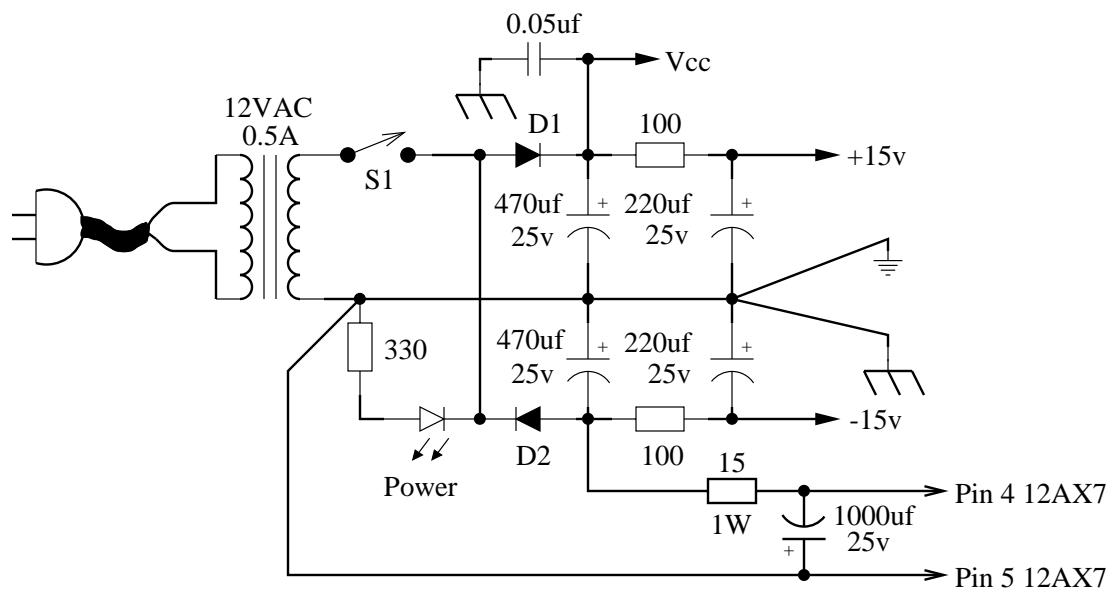 0.05uf
Vcc
12VAC
0.5A
D1
100
S1
+15v
+
+
470uf
25v
220uf
25v
330
470uf
25v
+
220uf
25v
+
-15v
D2
100
Power
15
1W
Pin 4 12AX7
1000uf
25v
+
Pin 5 12AX7